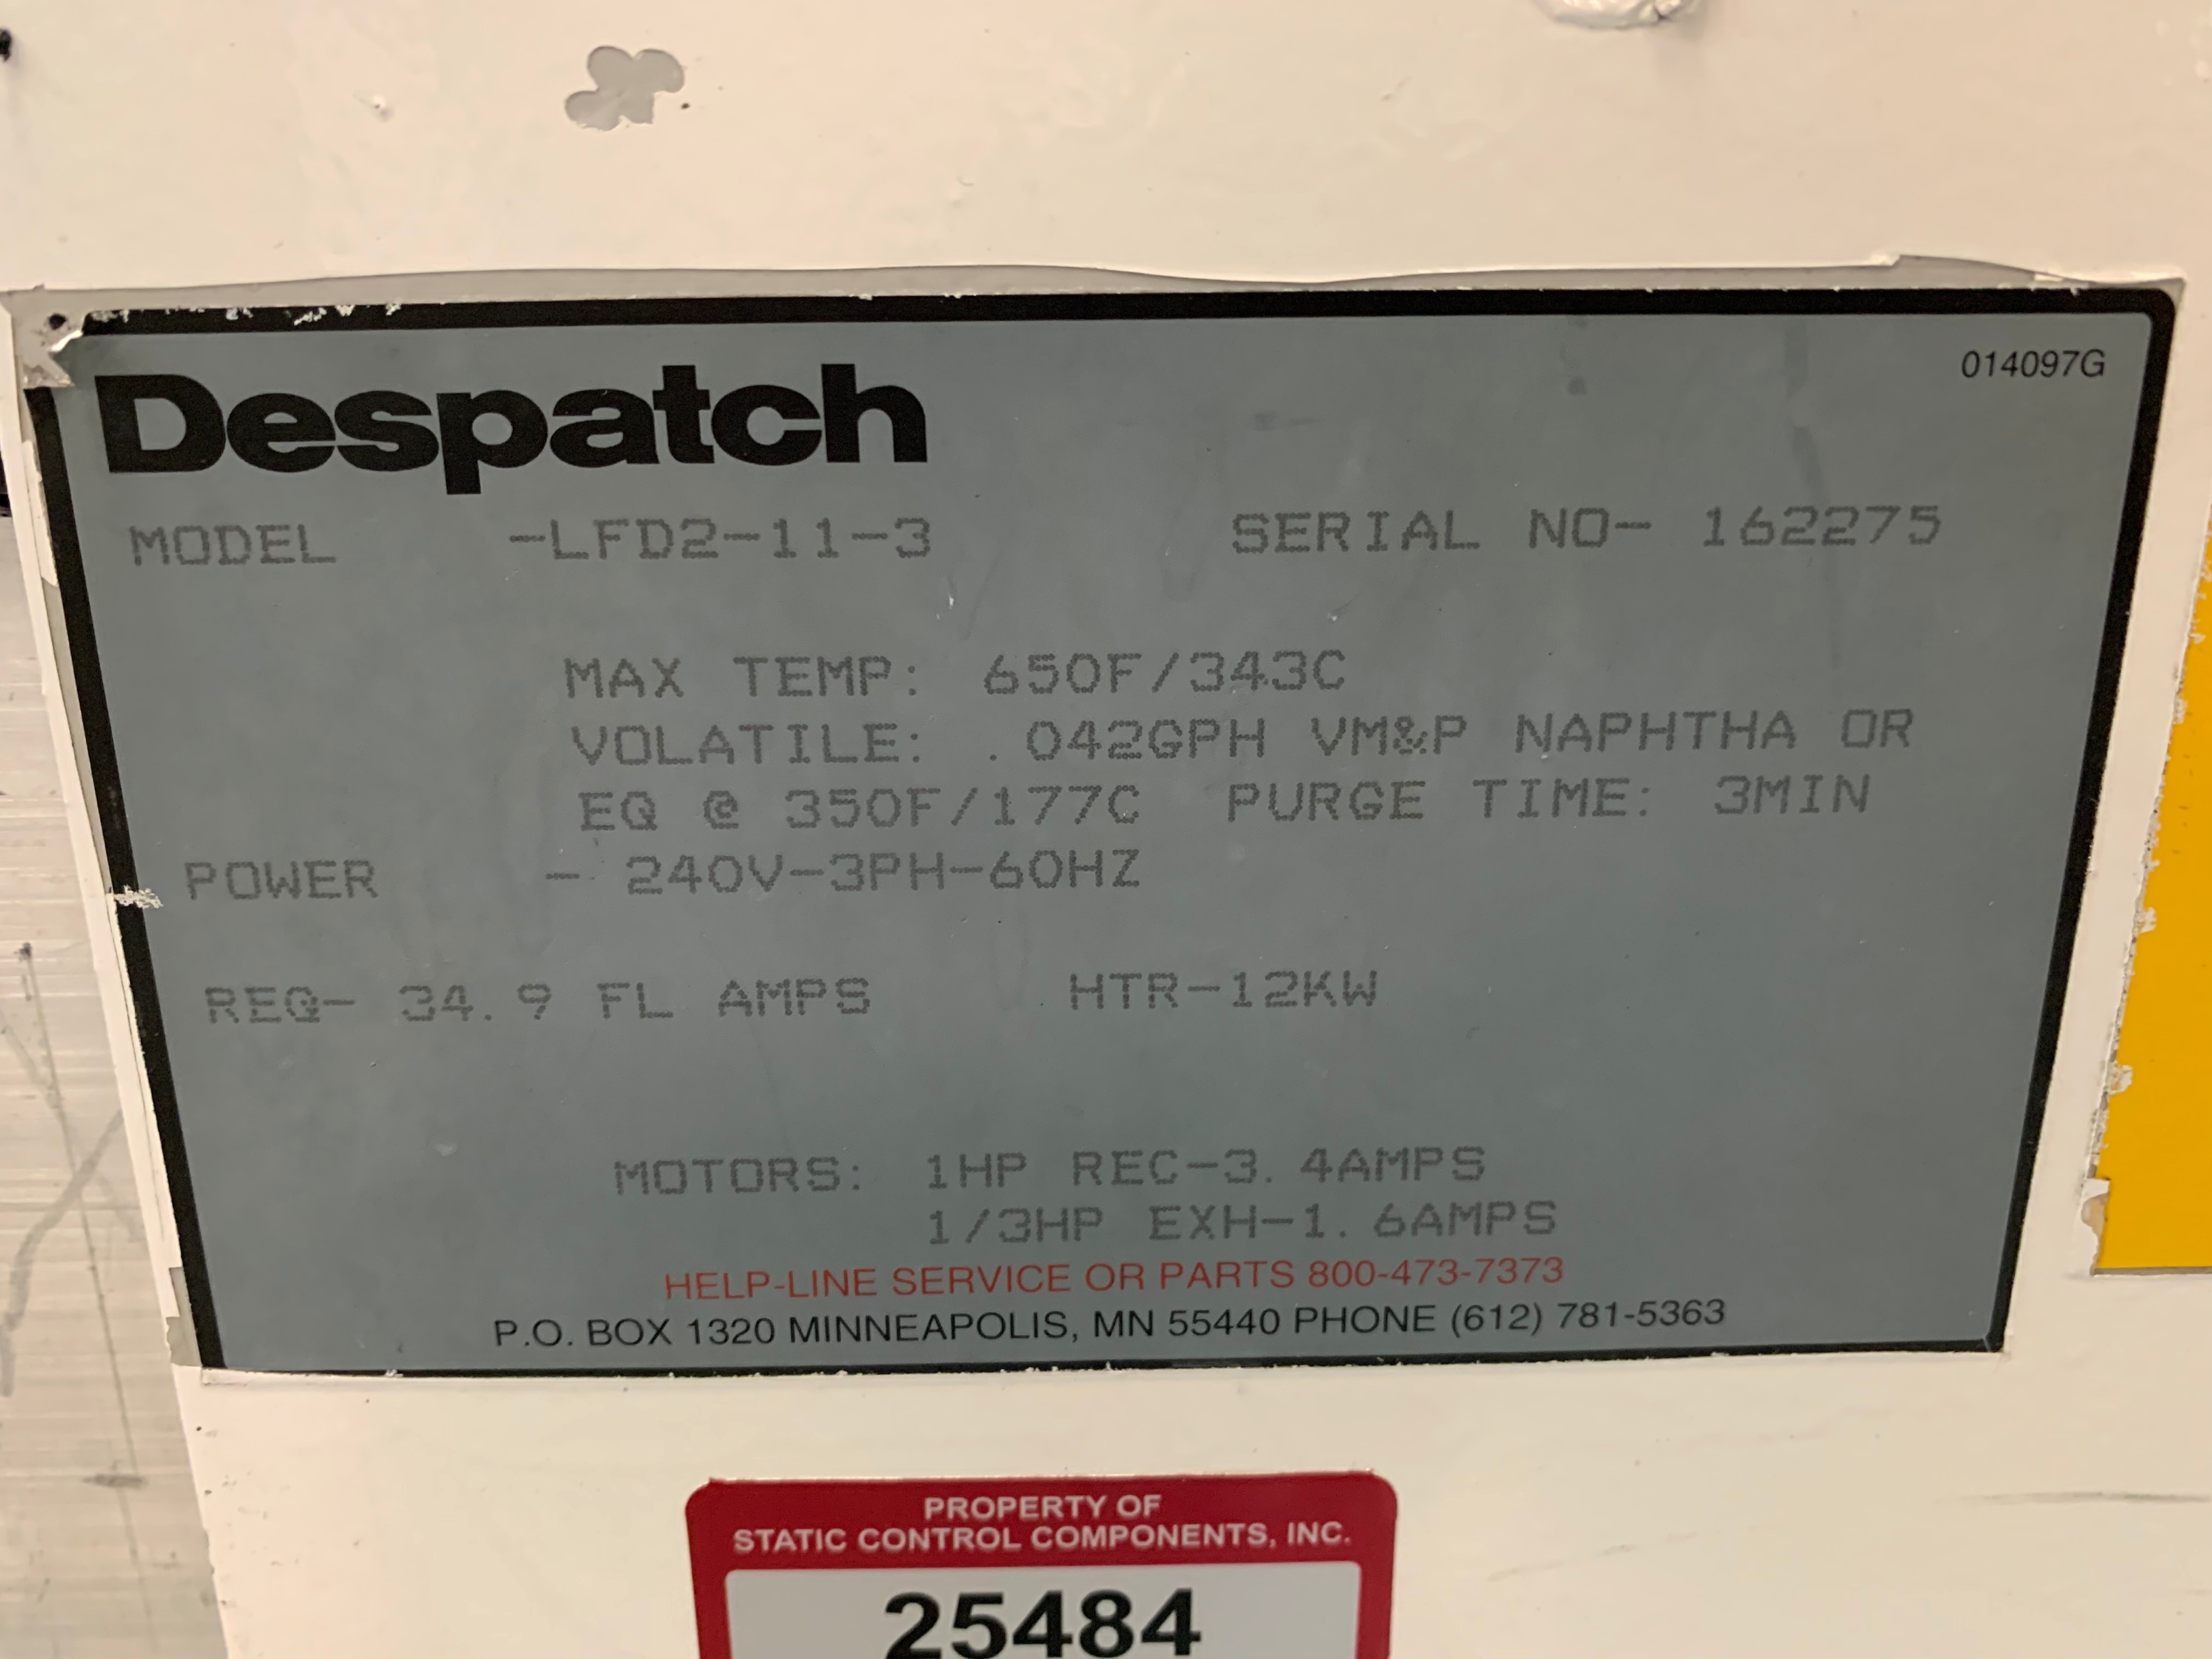 Despatch
014097G
MODEL -LFD2-11-3 SERIAL NO- 162275
MAX TEMP: 650F/343C
VOLATILE: .042GPH VM&P NAPHTHA OR
EQ @ 350F/177C PURGE TIME: 3MIN
POWER - 240V-3PH-60HZ
REQ- 34.9 FL AMPS HTR-12KW
MOTORS: 1HP REC-3.4AMPS
1/3HP EXH-1.6AMPS
HELP-LINE SERVICE OR PARTS 800-473-7373
P.O. BOX 1320 MINNEAPOLIS, MN 55440 PHONE (612) 781-5363
PROPERTY OF
STATIC CONTROL COMPONENTS, INC.
25484